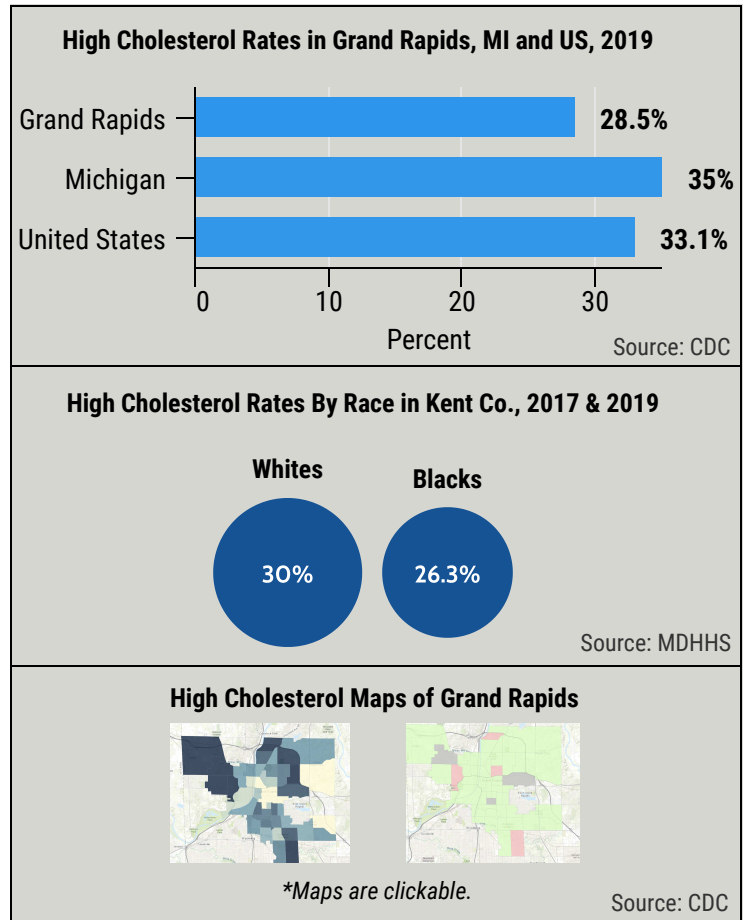 High Cholesterol Rates in Grand Rapids, MI and US, 2019
Grand Rapids 28.5%
Michigan 35%
United States 33.1%
0 10 20 30
Percent
Source: CDC
High Cholesterol Rates By Race in Kent Co., 2017 & 2019
Whites Blacks
30% 26.3%
Source: MDHHS
High Cholesterol Maps of Grand Rapids
*Maps are clickable.
Source: CDC